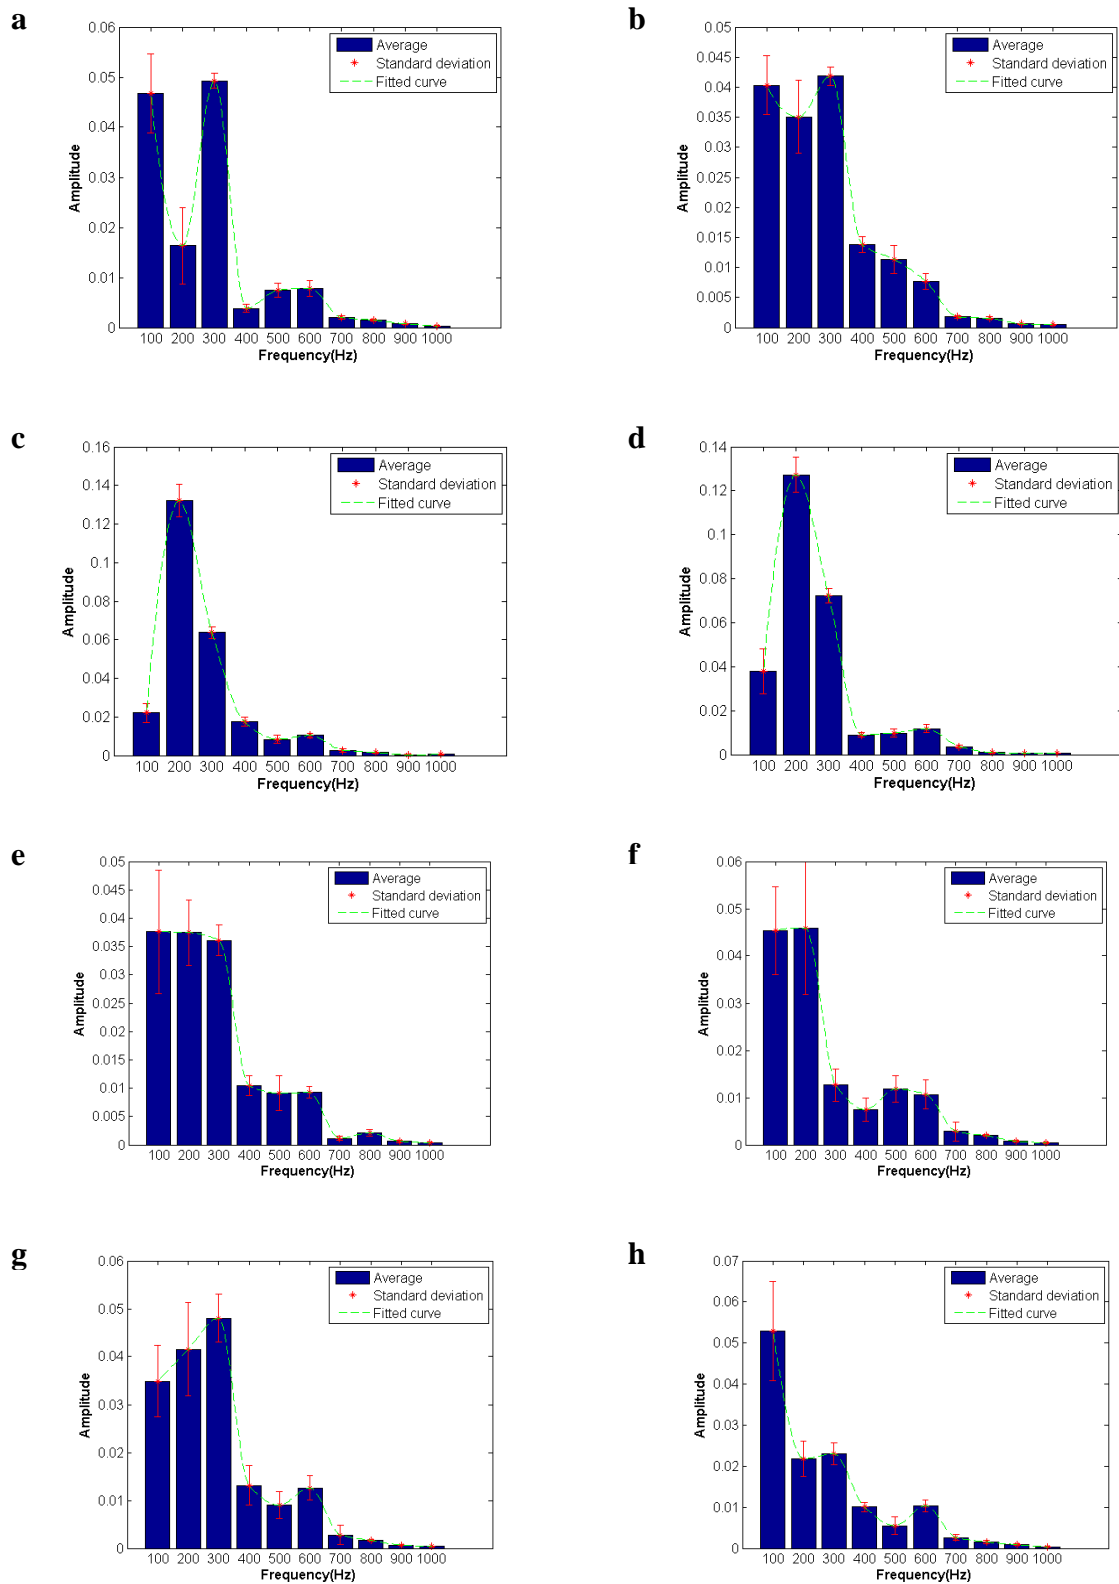 a
0.06
0.05
0.04
0.03
0.02
0.01
0
Amplitude
Average
Standard deviation
Fitted curve
100 200 300 400 500 600 700 800 900 1000
Frequency(Hz)
b
0.05
0.045
0.04
0.035
0.03
0.025
0.02
0.015
0.01
0.005
0
Amplitude
Average
Standard deviation
Fitted curve
100 200 300 400 500 600 700 800 900 1000
Frequency(Hz)
c
0.16
0.14
0.12
0.1
0.08
0.06
0.04
0.02
0
Amplitude
Average
Standard deviation
Fitted curve
100 200 300 400 500 600 700 800 900 1000
Frequency(Hz)
d
0.14
0.12
0.1
0.08
0.06
0.04
0.02
0
Amplitude
Average
Standard deviation
Fitted curve
100 200 300 400 500 600 700 800 900 1000
Frequency(Hz)
e
0.05
0.045
0.04
0.035
0.03
0.025
0.02
0.015
0.01
0.005
0
Amplitude
Average
Standard deviation
Fitted curve
100 200 300 400 500 600 700 800 900 1000
Frequency(Hz)
f
0.06
0.05
0.04
0.03
0.02
0.01
0
Amplitude
Average
Standard deviation
Fitted curve
100 200 300 400 500 600 700 800 900 1000
Frequency(Hz)
g
0.06
0.05
0.04
0.03
0.02
0.01
0
Amplitude
Average
Standard deviation
Fitted curve
100 200 300 400 500 600 700 800 900 1000
Frequency(Hz)
h
0.07
0.06
0.05
0.04
0.03
0.02
0.01
0
Amplitude
Average
Standard deviation
Fitted curve
100 200 300 400 500 600 700 800 900 1000
Frequency(Hz)